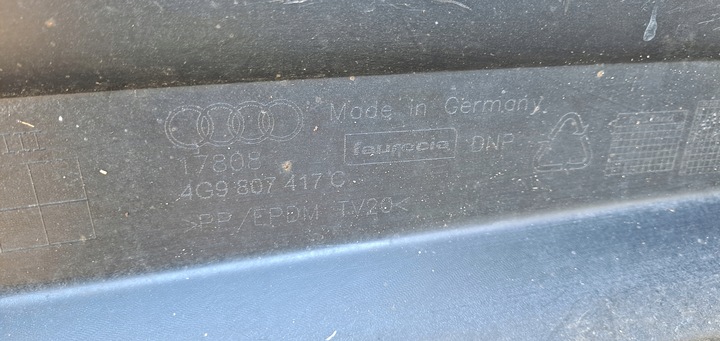 Made in Germany
17808
faurecia DNP
4G9 807 417 C
>PP/EPDM TV20<